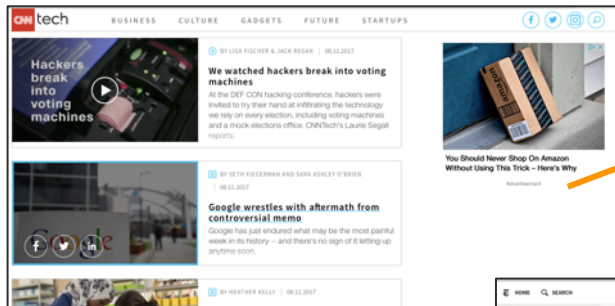 CNN tech BUSINESS CULTURE GADGETS FUTURE STARTUPS
Hackers
break
into
voting
machines
BY LISA FISCHER & JACK REGAN | 08.11.2017
We watched hackers break into voting
machines
At the DEF CON hacking conference, hackers were
invited to try their hand at infiltrating the technology
we rely on every election, including voting machines
and a mock elections office. CNNTech's Laurie Segall
reports.
amazon
You Should Never Shop On Amazon
Without Using This Trick – Here's Why
Advertisement
Google
BY SETH FIEGERMAN AND SARA ASHLEY O'BRIEN
| 08.11.2017
Google wrestles with aftermath from
controversial memo
Google has just endured what may be the most painful
week in its history -- and there's no sign of it letting up
anytime soon.
BY HEATHER KELLY | 08.11.2017
HOME SEARCH